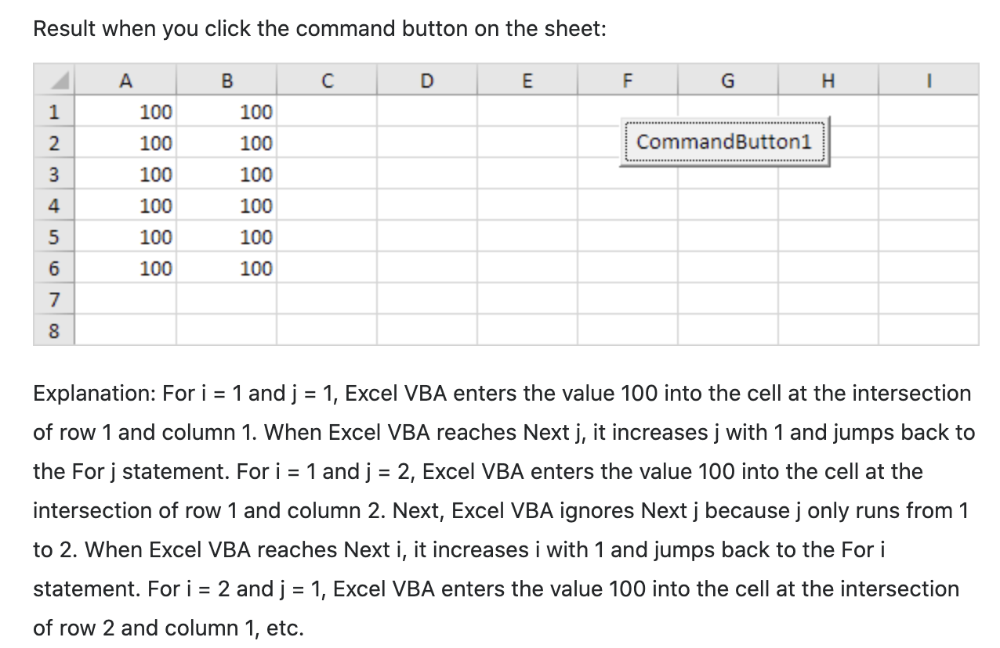 Result when you click the command button on the sheet:
A B C D E F G H I
1 100 100
2 100 100
CommandButton1
3 100 100
4 100 100
5 100 100
6 100 100
7
8
Explanation: For i = 1 and j = 1, Excel VBA enters the value 100 into the cell at the intersection
of row 1 and column 1. When Excel VBA reaches Next j, it increases j with 1 and jumps back to
the For j statement. For i = 1 and j = 2, Excel VBA enters the value 100 into the cell at the
intersection of row 1 and column 2. Next, Excel VBA ignores Next j because j only runs from 1
to 2. When Excel VBA reaches Next i, it increases i with 1 and jumps back to the For i
statement. For i = 2 and j = 1, Excel VBA enters the value 100 into the cell at the intersection
of row 2 and column 1, etc.